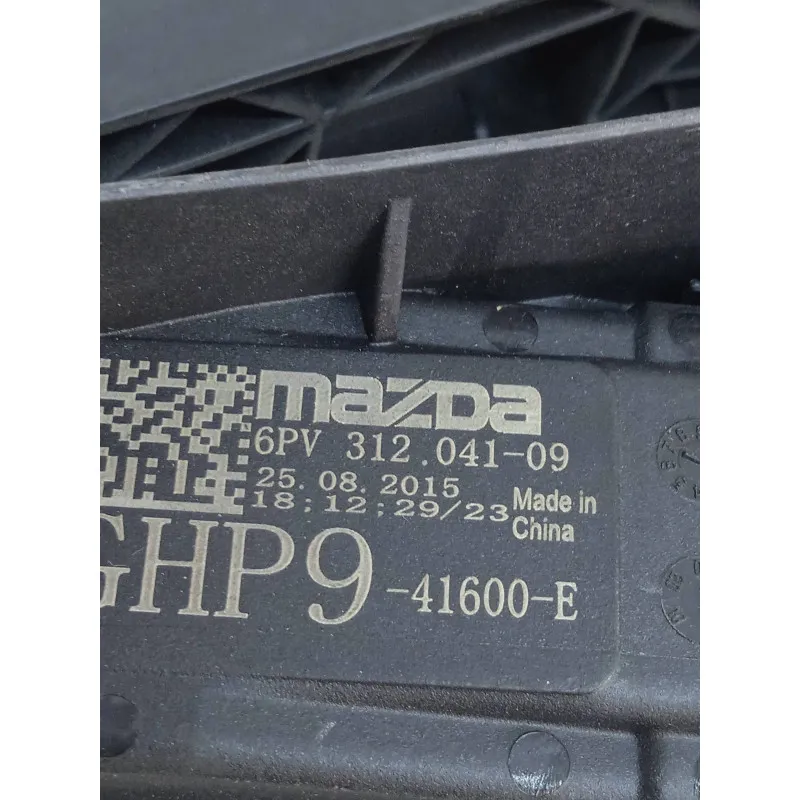 mazda
6PV 312.041-09
25.08.2015
18:12:29/23
Made in
China
GHP9 -41600-E